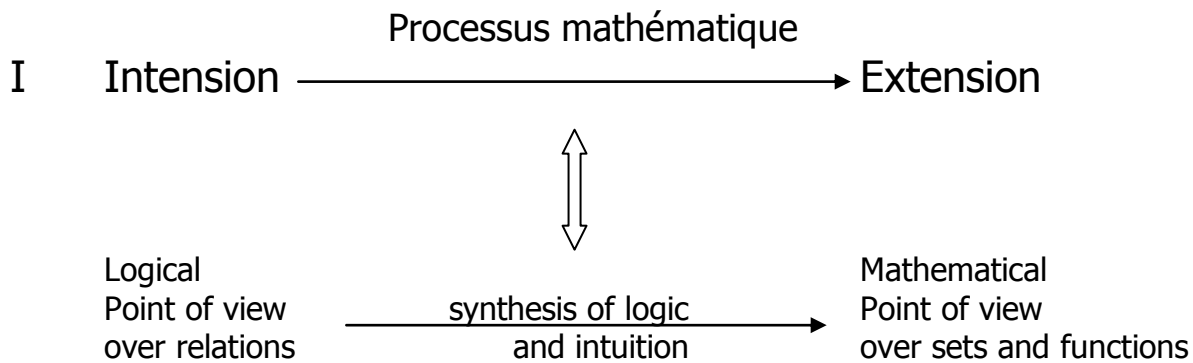 Processus mathématique
I Intension Extension
Logical Mathematical
Point of view synthesis of logic Point of view
over relations and intuition over sets and functions